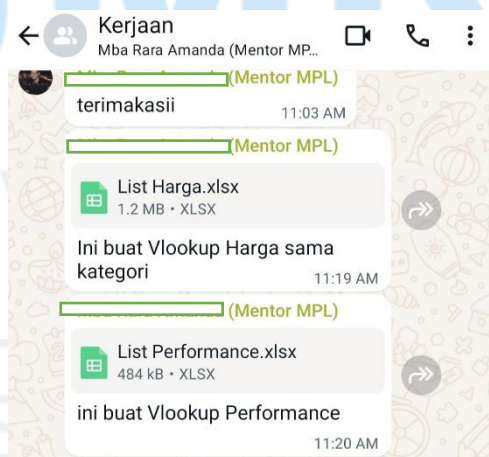 Kerjaan
Mba Rara Amanda (Mentor MP...
(Mentor MPL)
terimakasii
11:03 AM
(Mentor MPL)
List Harga.xlsx
1.2 MB • XLSX
Ini buat Vlookup Harga sama
kategori
11:19 AM
(Mentor MPL)
List Performance.xlsx
484 kB • XLSX
ini buat Vlookup Performance
11:20 AM